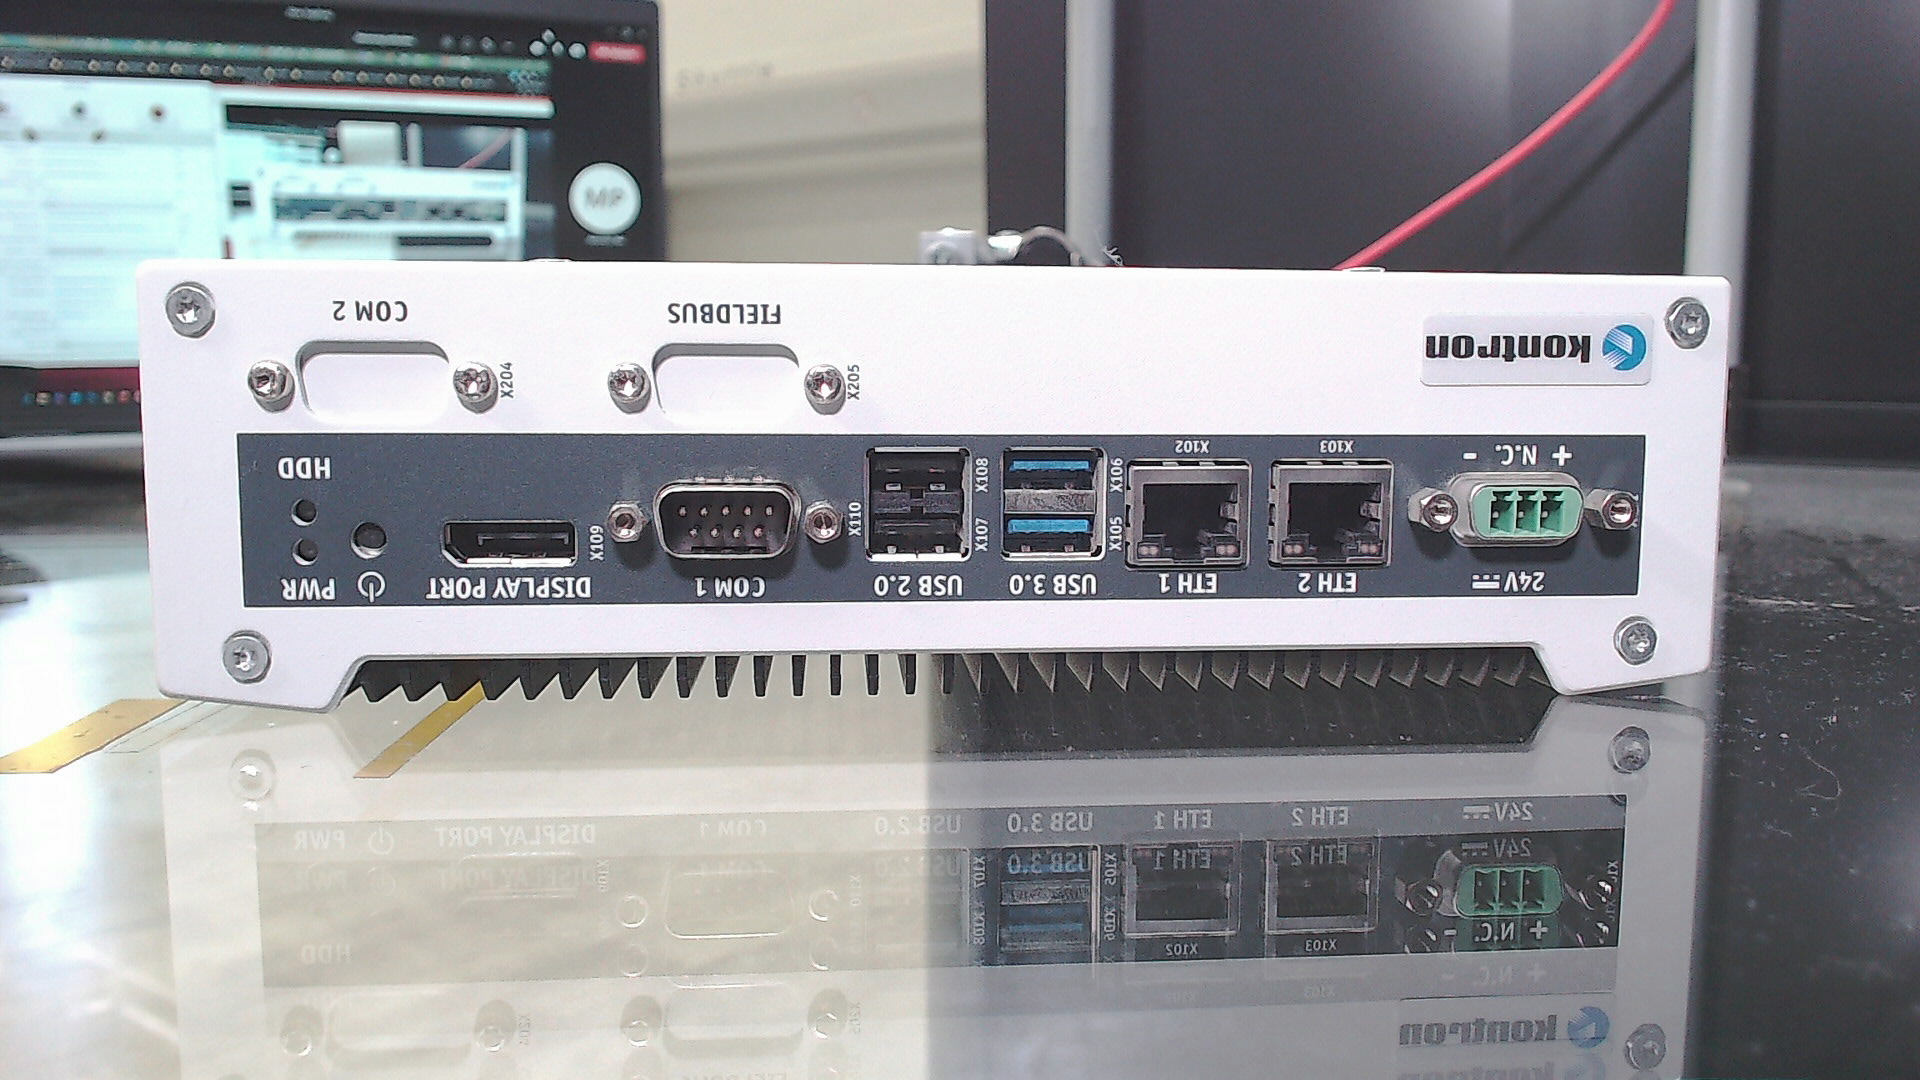 24V
ETH 2
ETH 1
USB 3.0
USB 2.0
COM 1
DISPLAY PORT
PWR
+ N.C. -
X103
X102
X105
X106
X107
X108
X110
X109
HDD
kontron
X205
X204
FIELDBUS
COM 2
MP